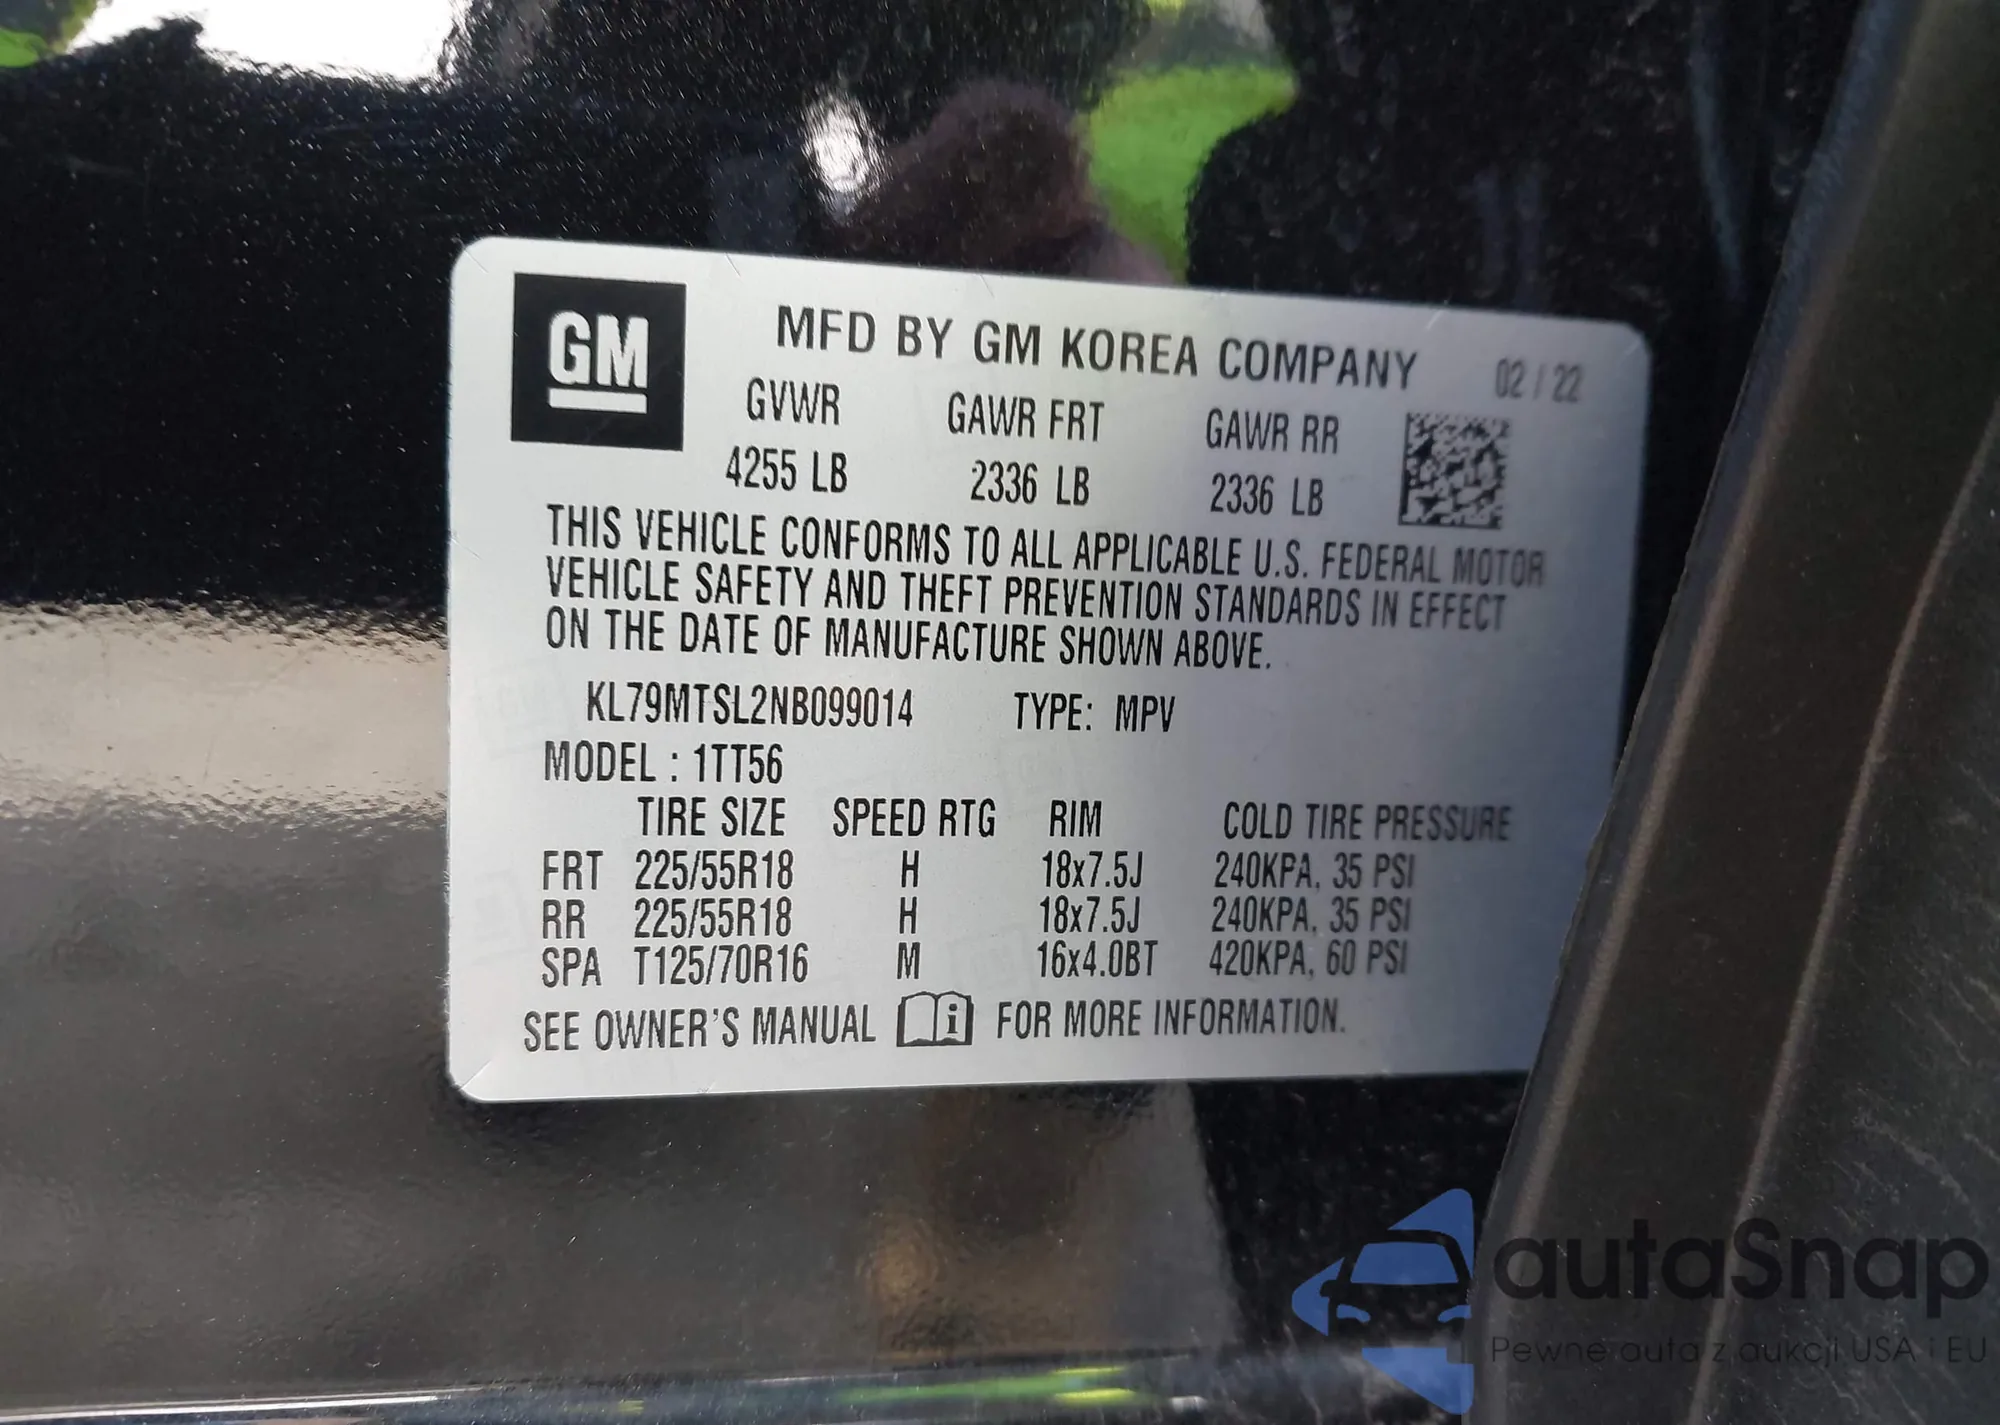 GM
MFD BY GM KOREA COMPANY 02 / 22
GVWR GAWR FRT GAWR RR
4255 LB 2336 LB 2336 LB
THIS VEHICLE CONFORMS TO ALL APPLICABLE U.S. FEDERAL MOTOR
VEHICLE SAFETY AND THEFT PREVENTION STANDARDS IN EFFECT
ON THE DATE OF MANUFACTURE SHOWN ABOVE.
KL79MTSL2NB099014 TYPE: MPV
MODEL : 1TT56
TIRE SIZE SPEED RTG RIM COLD TIRE PRESSURE
FRT 225/55R18 H 18x7.5J 240KPA, 35 PSI
RR 225/55R18 H 18x7.5J 240KPA, 35 PSI
SPA T125/70R16 M 16x4.0BT 420KPA, 60 PSI
SEE OWNER'S MANUAL i FOR MORE INFORMATION.
autaSnap
Pewne auta z aukcji USA i EU